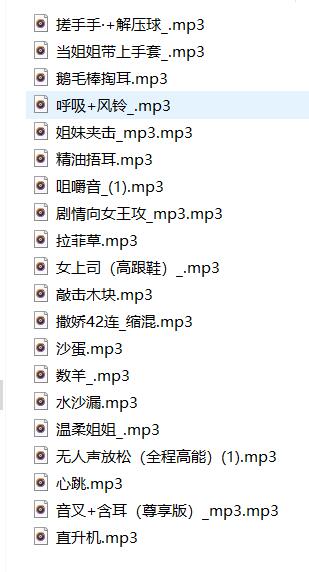 搓手手·+解压球_.mp3
当姐姐带上手套_.mp3
鹅毛棒掏耳.mp3
呼吸+风铃_.mp3
姐妹夹击_mp3.mp3
精油捂耳.mp3
咀嚼音_(1).mp3
剧情向女王攻_mp3.mp3
拉菲草.mp3
女上司（高跟鞋）_.mp3
敲击木块.mp3
撒娇42连_缩混.mp3
沙蛋.mp3
数羊_.mp3
水沙漏.mp3
温柔姐姐_.mp3
无人声放松（全程高能）(1).mp3
心跳.mp3
音叉+含耳（尊享版）_mp3.mp3
直升机.mp3